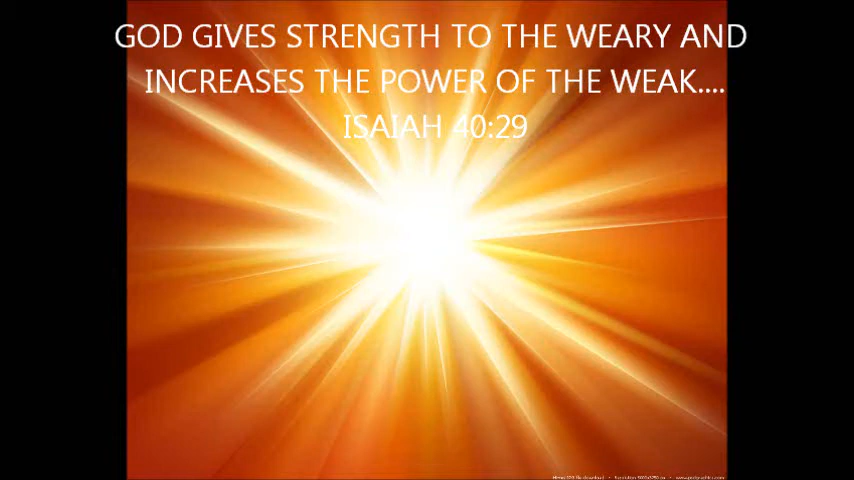 GOD GIVES STRENGTH TO THE WEARY AND
INCREASES THE POWER OF THE WEAK....
ISAIAH 40:29